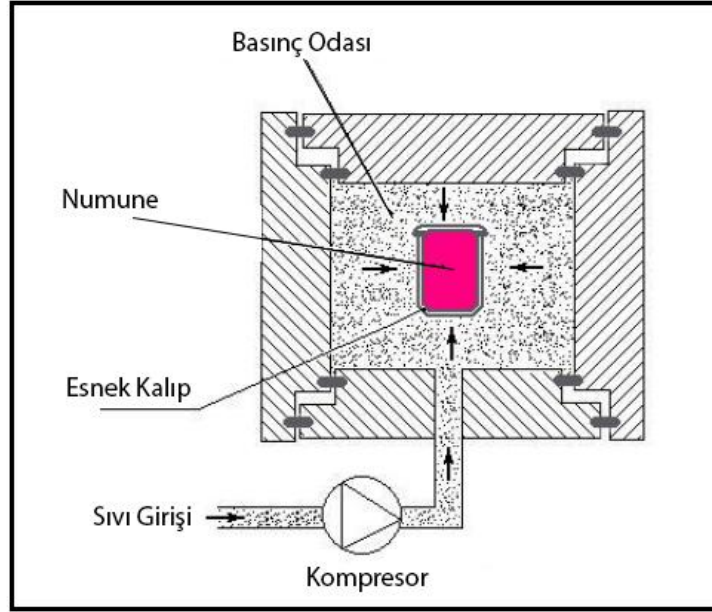 Basınç Odası
Numune
Esnek Kalıp
Sıvı Girişi
Kompresor